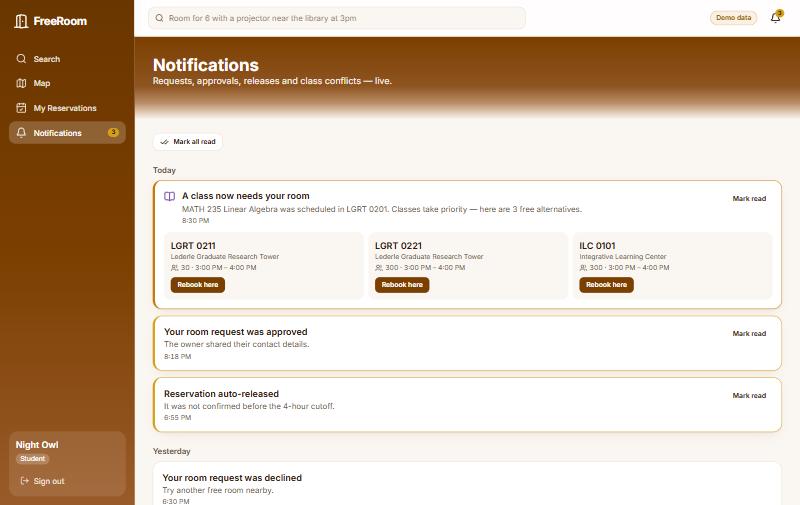 FreeRoom
Room for 6 with a projector near the library at 3pm
Demo data
3
Search
Map
My Reservations
Notifications
3
Notifications
Requests, approvals, releases and class conflicts — live.
Mark all read
Today
A class now needs your room
Mark read
MATH 235 Linear Algebra was scheduled in LGRT 0201. Classes take priority — here are 3 free alternatives.
8:30 PM
LGRT 0211
Lederle Graduate Research Tower
30 · 3:00 PM – 4:00 PM
Rebook here
LGRT 0221
Lederle Graduate Research Tower
30 · 3:00 PM – 4:00 PM
Rebook here
ILC 0101
Integrative Learning Center
300 · 3:00 PM – 4:00 PM
Rebook here
Your room request was approved
Mark read
The owner shared their contact details.
8:18 PM
Reservation auto-released
Mark read
It was not confirmed before the 4-hour cutoff.
6:55 PM
Yesterday
Your room request was declined
Try another free room nearby.
6:30 PM
Night Owl
Student
Sign out